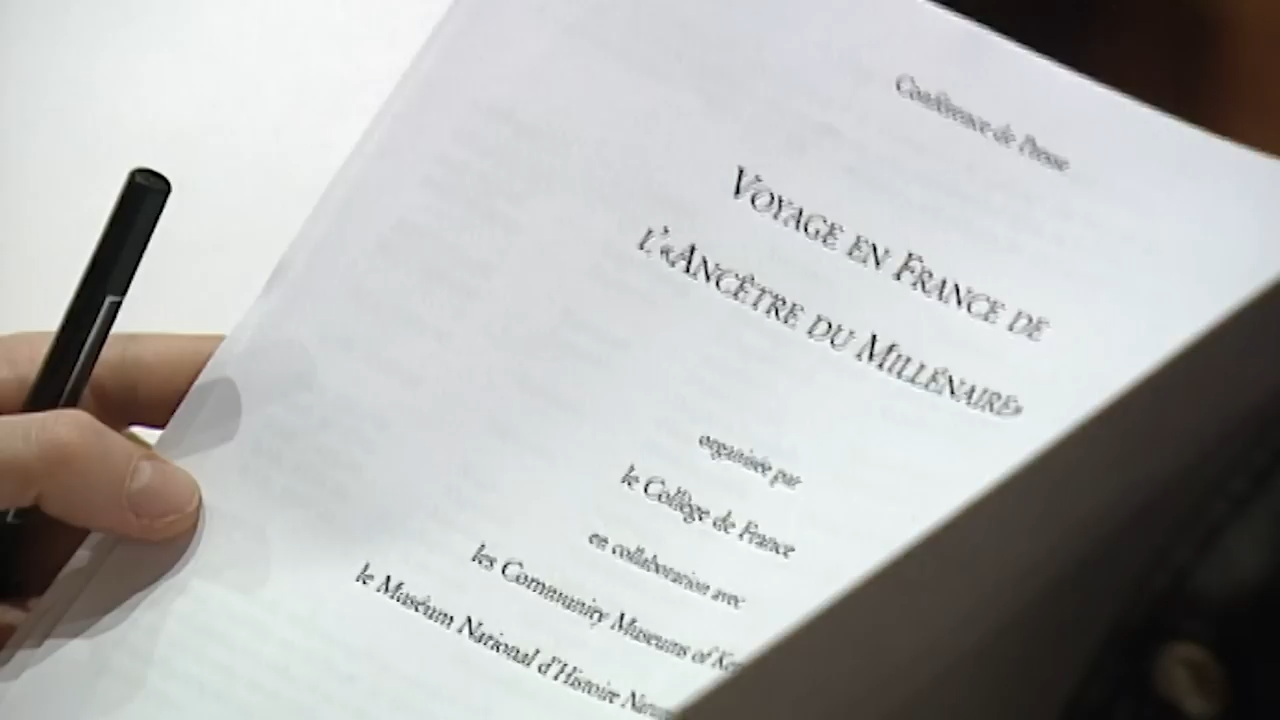 Conférence de Presse
VOYAGE EN FRANCE DE
L'«ANCÊTRE DU MILLÉNAIRE»
organisée par
le Collège de France
en collaboration avec
les Community Museums of
le Muséum National d'Histoire